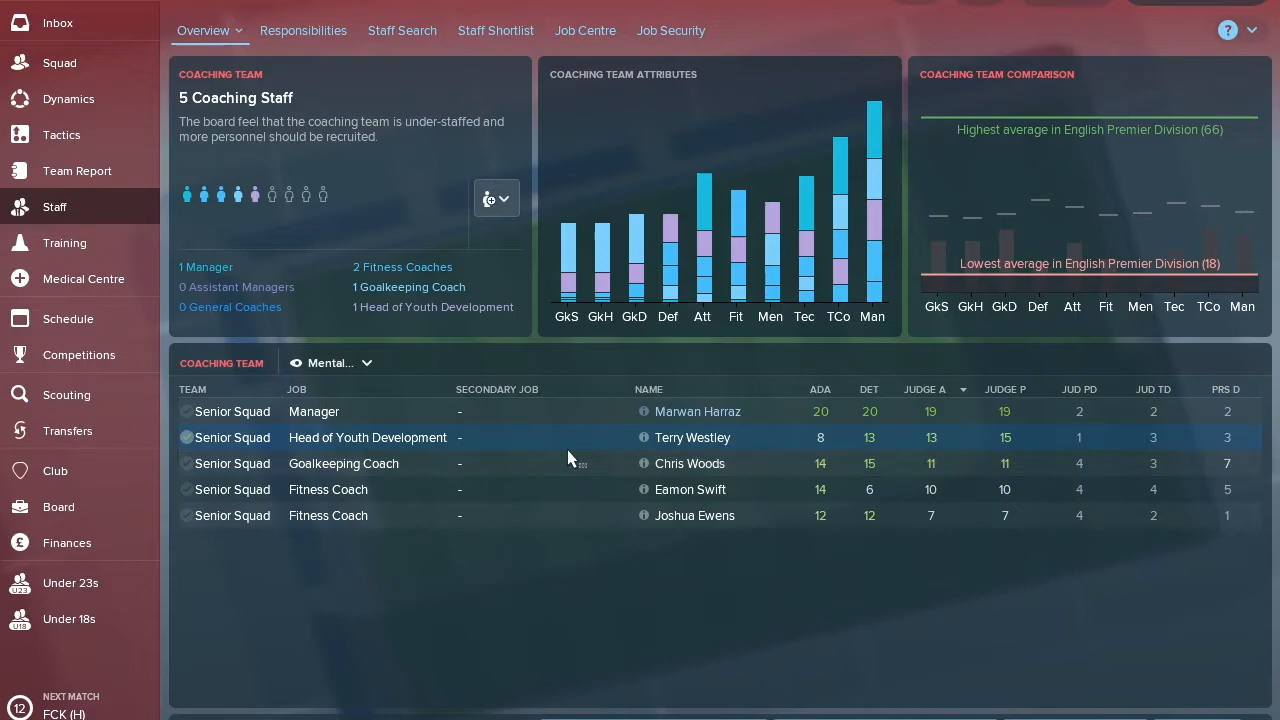 Inbox
Squad
Dynamics
Tactics
Team Report
Staff
Training
Medical Centre
Schedule
Competitions
Scouting
Transfers
Club
Board
£ Finances
U23 Under 23s
U18 Under 18s
NEXT MATCH
12 FCK (H)
Overview Responsibilities Staff Search Staff Shortlist Job Centre Job Security ?
COACHING TEAM
5 Coaching Staff
The board feel that the coaching team is under-staffed and
more personnel should be recruited.
1 Manager 2 Fitness Coaches
0 Assistant Managers 1 Goalkeeping Coach
0 General Coaches 1 Head of Youth Development
COACHING TEAM ATTRIBUTES
GkS GkH GkD Def Att Fit Men Tec TCo Man
COACHING TEAM COMPARISON
Highest average in English Premier Division (66)
Lowest average in English Premier Division (18)
GkS GkH GkD Def Att Fit Men Tec TCo Man
COACHING TEAM Mental...
TEAM JOB SECONDARY JOB NAME ADA DET JUDGE A JUDGE P JUD PD JUD TD PRS D
Senior Squad Manager - Marwan Harraz 20 20 19 19 2 2 2
Senior Squad Head of Youth Development - Terry Westley 8 13 13 15 1 3 3
Senior Squad Goalkeeping Coach - Chris Woods 14 15 11 11 4 3 7
Senior Squad Fitness Coach - Eamon Swift 14 6 10 10 4 4 5
Senior Squad Fitness Coach - Joshua Ewens 12 12 7 7 4 2 1